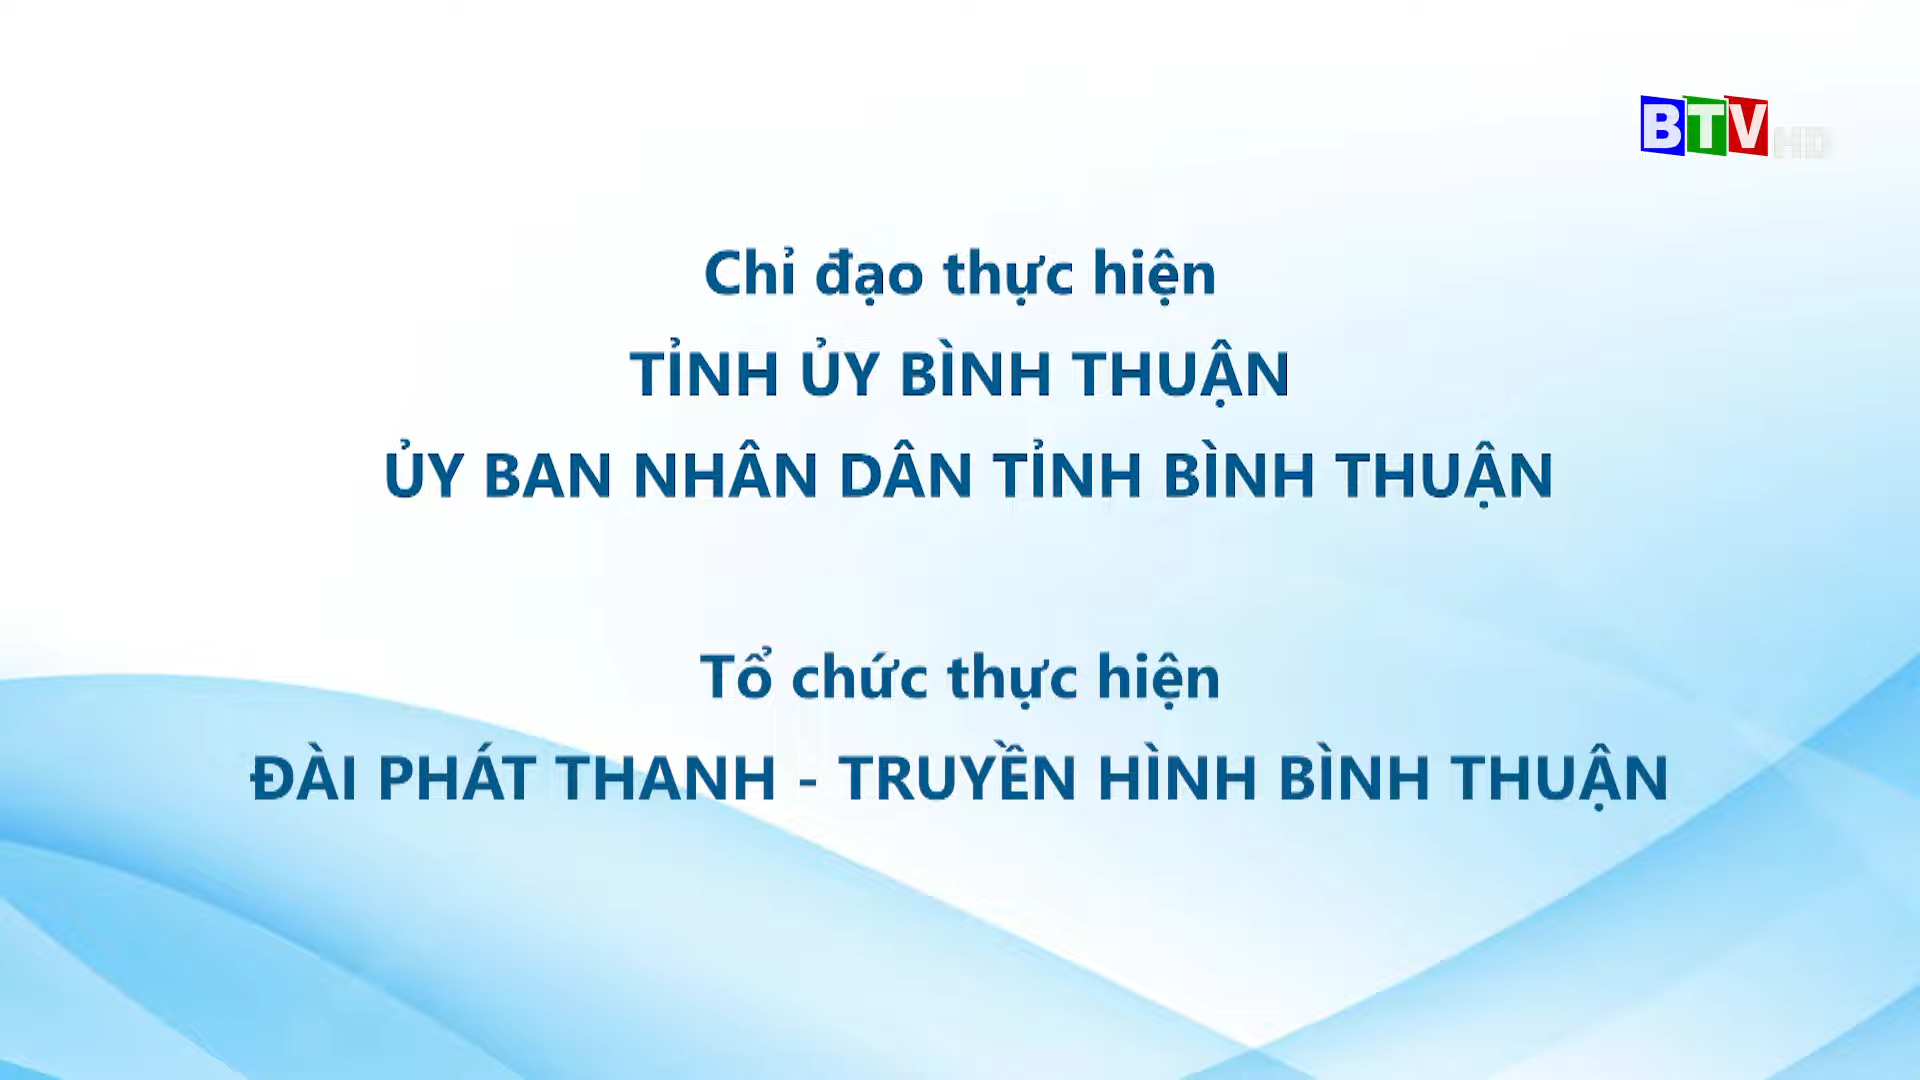 BTV HD
Chỉ đạo thực hiện
TỈNH ỦY BÌNH THUẬN
ỦY BAN NHÂN DÂN TỈNH BÌNH THUẬN
Tổ chức thực hiện
ĐÀI PHÁT THANH - TRUYỀN HÌNH BÌNH THUẬN